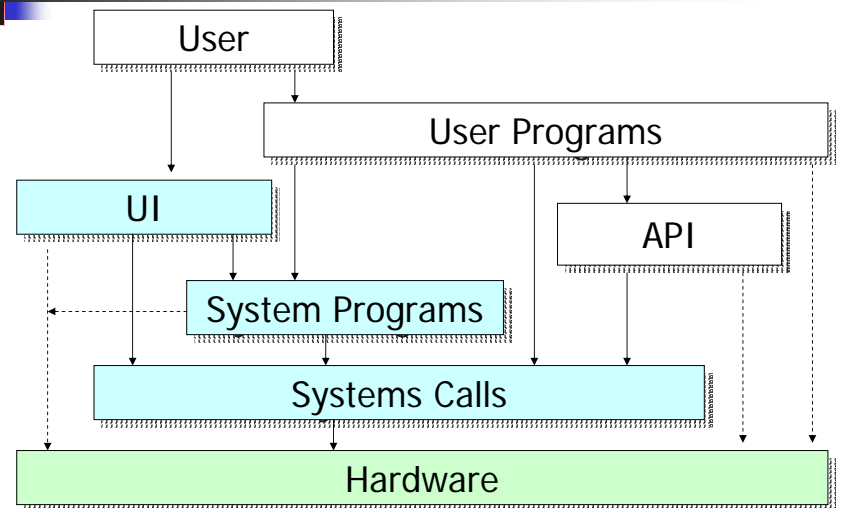 User
User Programs
UI
API
System Programs
Systems Calls
Hardware